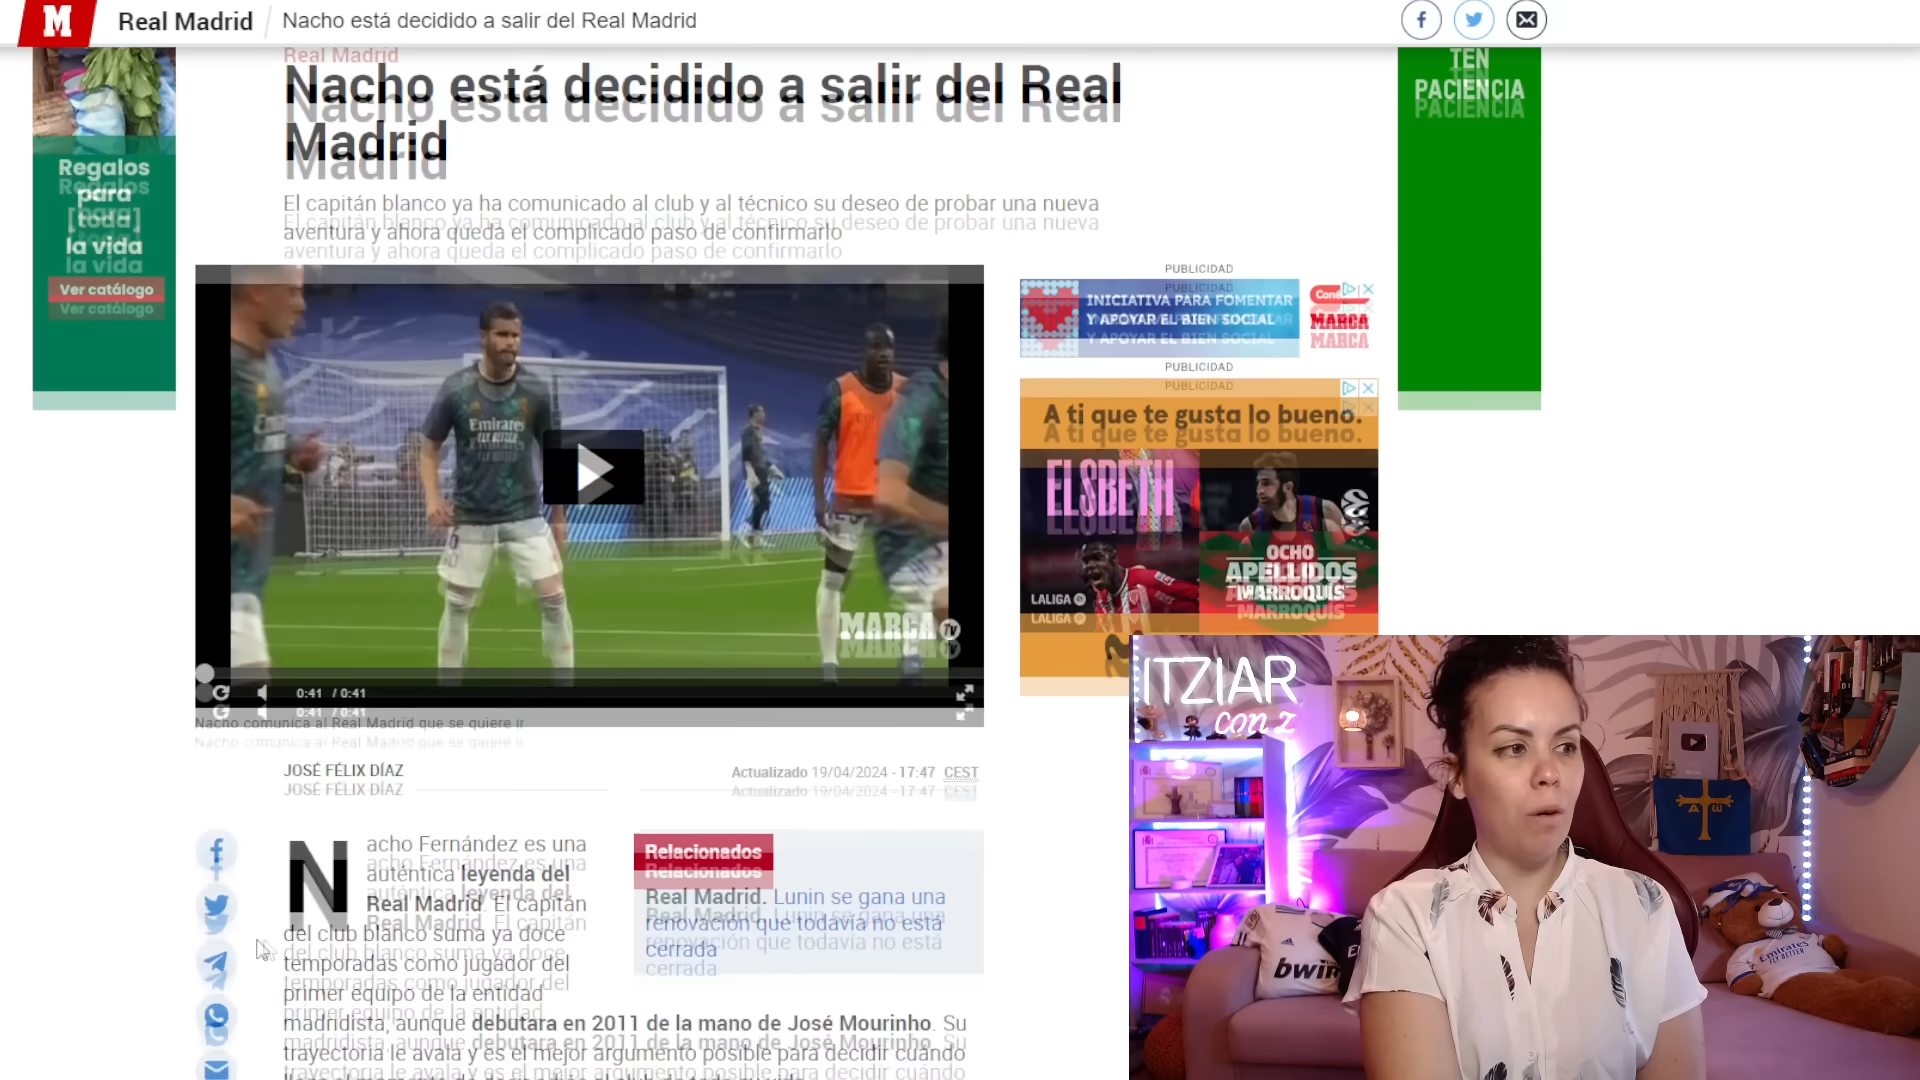 M Real Madrid Nacho está decidido a salir del Real Madrid
Real Madrid
Nacho está decidido a salir del Real
Madrid
El capitán blanco ya ha comunicado al club y al técnico su deseo de probar una nueva
aventura y ahora queda el complicado paso de confirmarlo
Regalos
para
[toda]
la vida
Ver catálogo
TEN
PACIENCIA
PUBLICIDAD
INICIATIVA PARA FOMENTAR
Y APOYAR EL BIEN SOCIAL
MARCA
PUBLICIDAD
A ti que te gusta lo bueno.
ELSBETH
OCHO
APELLIDOS
MARROQUÍS
LALIGA
Emirates
FLY BETTER
MARCA TV
0:41 / 0:41
Nacho comunica al Real Madrid que se quiere ir
JOSÉ FÉLIX DÍAZ
Actualizado 19/04/2024 - 17:47 CEST
Nacho Fernández es una
auténtica leyenda del
Real Madrid. El capitán
del club blanco suma ya doce
temporadas como jugador del
primer equipo de la entidad
madridista, aunque debutara en 2011 de la mano de José Mourinho. Su
trayectoria le avala y es el mejor argumento posible para decidir cuándo
Relacionados
Real Madrid. Lunin se gana una
renovación que todavía no está
cerrada
ITZIAR
con z
bwin
Emirates
FLY BETTER